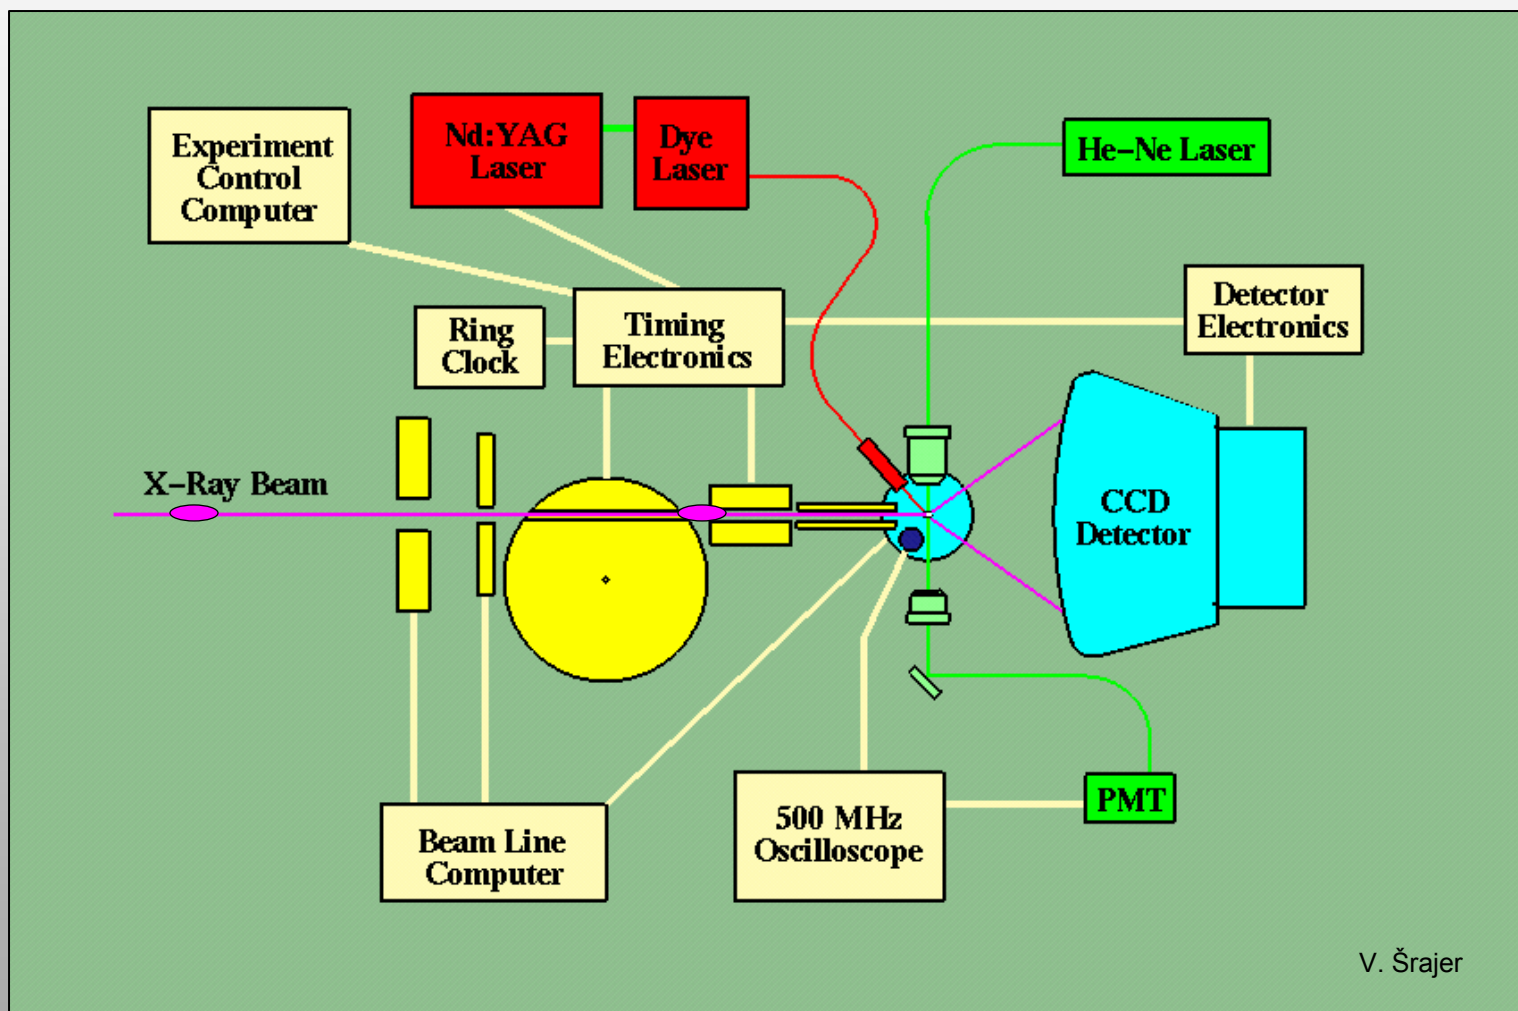 Experiment
Control
Computer
Nd:YAG
Laser
Dye
Laser
He–Ne Laser
Ring
Clock
Timing
Electronics
Detector
Electronics
X–Ray Beam
CCD
Detector
Beam Line
Computer
500 MHz
Oscilloscope
PMT
V. Šrajer